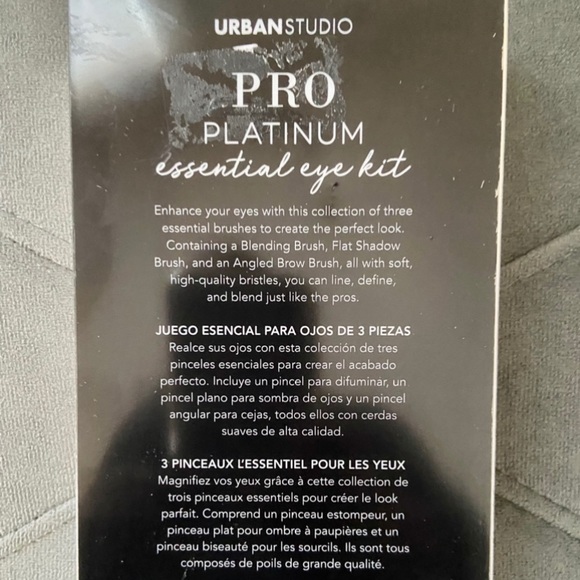 URBANSTUDIO
PRO
PLATINUM
essential eye kit
Enhance your eyes with this collection of three
essential brushes to create the perfect look.
Containing a Blending Brush, Flat Shadow
Brush, and an Angled Brow Brush, all with soft,
high-quality bristles, you can line, define,
and blend just like the pros.
JUEGO ESENCIAL PARA OJOS DE 3 PIEZAS
Realce sus ojos con esta colección de tres
pinceles esenciales para crear el acabado
perfecto. Incluye un pincel para difuminar, un
pincel plano para sombra de ojos y un pincel
angular para cejas, todos ellos con cerdas
suaves de alta calidad.
3 PINCEAUX L'ESSENTIEL POUR LES YEUX
Magnifiez vos yeux grâce à cette collection de
trois pinceaux essentiels pour créer le look
parfait. Comprend un pinceau estompeur, un
pinceau plat pour ombre à paupières et un
pinceau biseauté pour les sourcils. Ils sont tous
composés de poils de grande qualité.